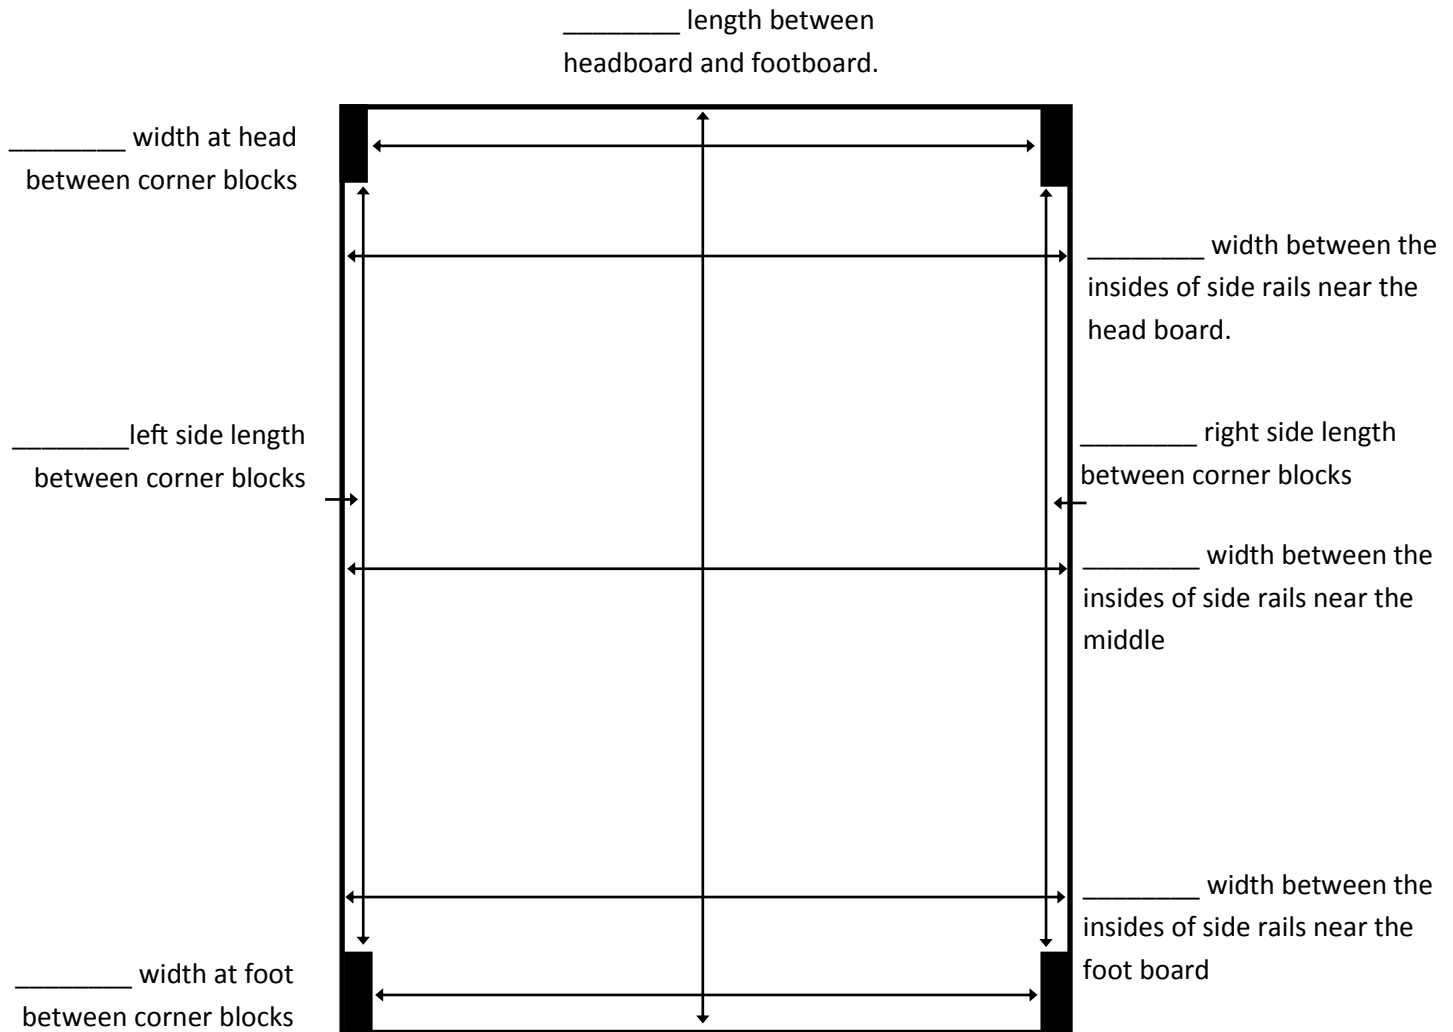 ________ length between
headboard and footboard.
________ width at head
between corner blocks
________ width between the
insides of side rails near the
head board.
________left side length
between corner blocks
________ right side length
between corner blocks
________ width between the
insides of side rails near the
middle
________ width between the
insides of side rails near the
foot board
________ width at foot
between corner blocks